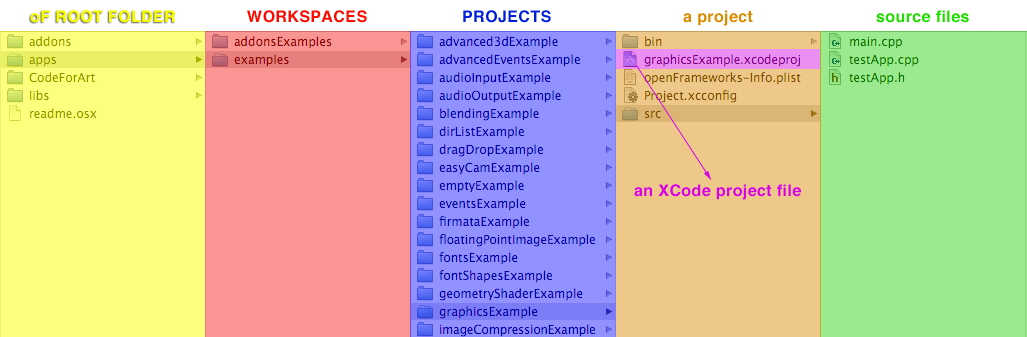 oF ROOT FOLDER
WORKSPACES
PROJECTS
a project
source files
addons
apps
CodeForArt
libs
readme.osx
addonsExamples
examples
advanced3dExample
advancedEventsExample
audioInputExample
audioOutputExample
blendingExample
dirListExample
dragDropExample
easyCamExample
emptyExample
eventsExample
firmataExample
floatingPointImageExample
fontsExample
fontShapesExample
geometryShaderExample
graphicsExample
imageCompressionExample
bin
graphicsExample.xcodeproj
openFrameworks-Info.plist
Project.xcconfig
src
an XCode project file
main.cpp
testApp.cpp
testApp.h